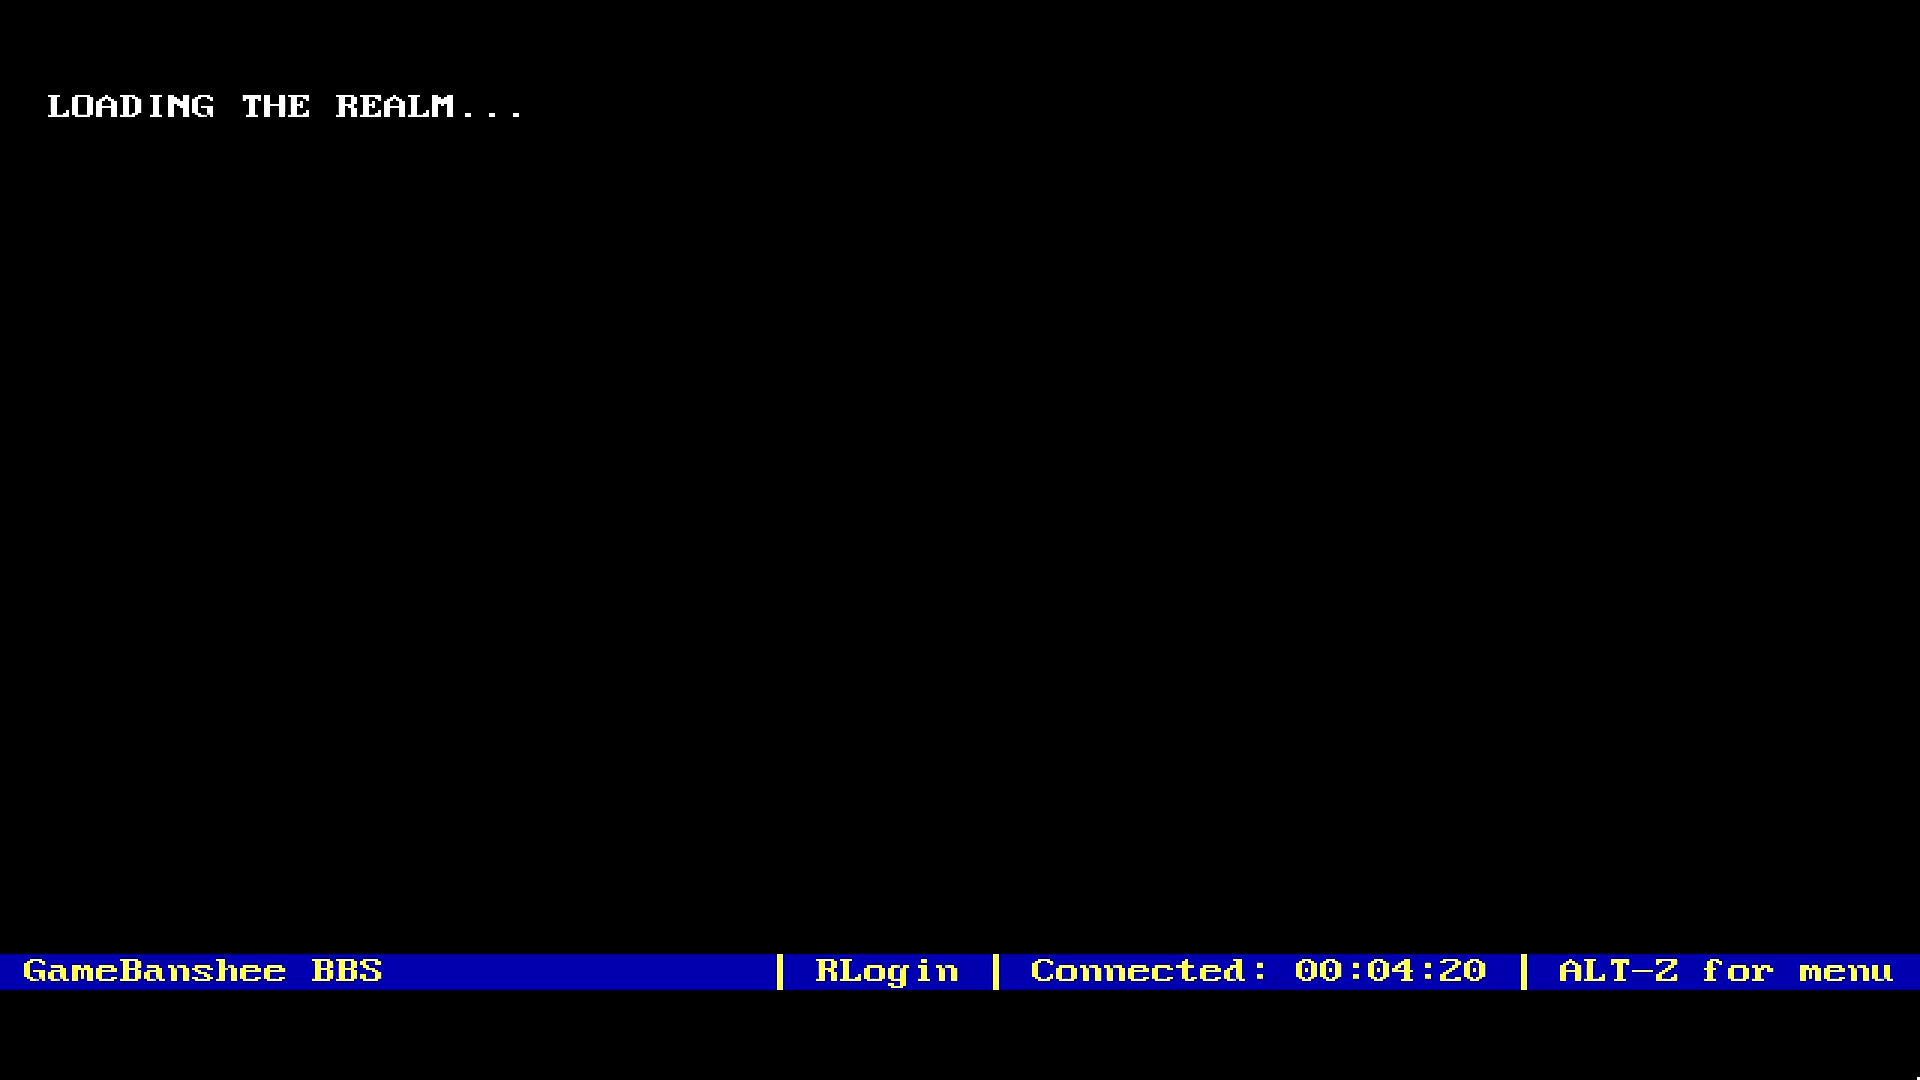 LOADING THE REALM...
GameBanshee BBS | RLogin | Connected: 00:04:20 | ALT-Z for menu